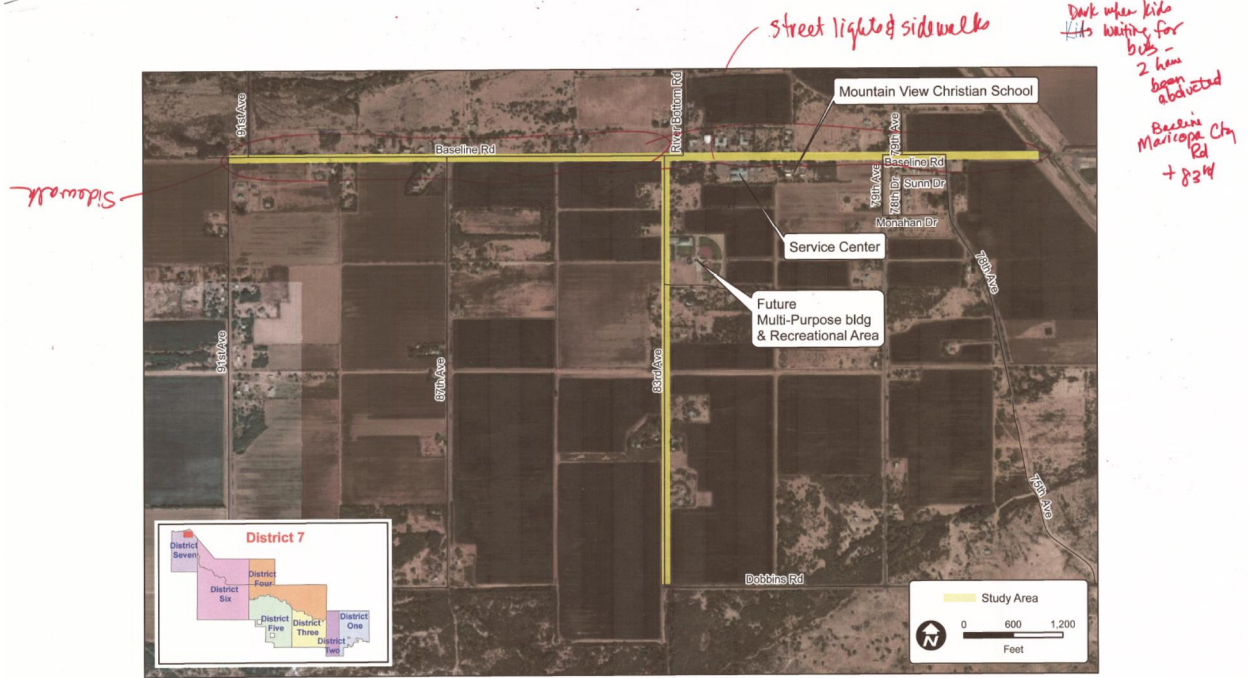 street lights & sidewalks
Dark when kids
Kids waiting for
bus -
2 have
been
abducted
Baseline
Maricopa Cty
Rd
+ 83rd
Sidewalk
91st Ave
River Bottom Rd
Mountain View Christian School
79th Ave
Baseline Rd
Baseline Rd
79th Ave
78th Dr
Sunn Dr
Monahan Dr
Service Center
78th Ave
Future
Multi-Purpose bldg
& Recreational Area
91st Ave
87th Ave
83rd Ave
75th Ave
Dobbins Rd
District 7
District
Seven
District
Six
District
Four
District
Five
District
Three
District
Two
District
One
Study Area
N
0 600 1,200
Feet